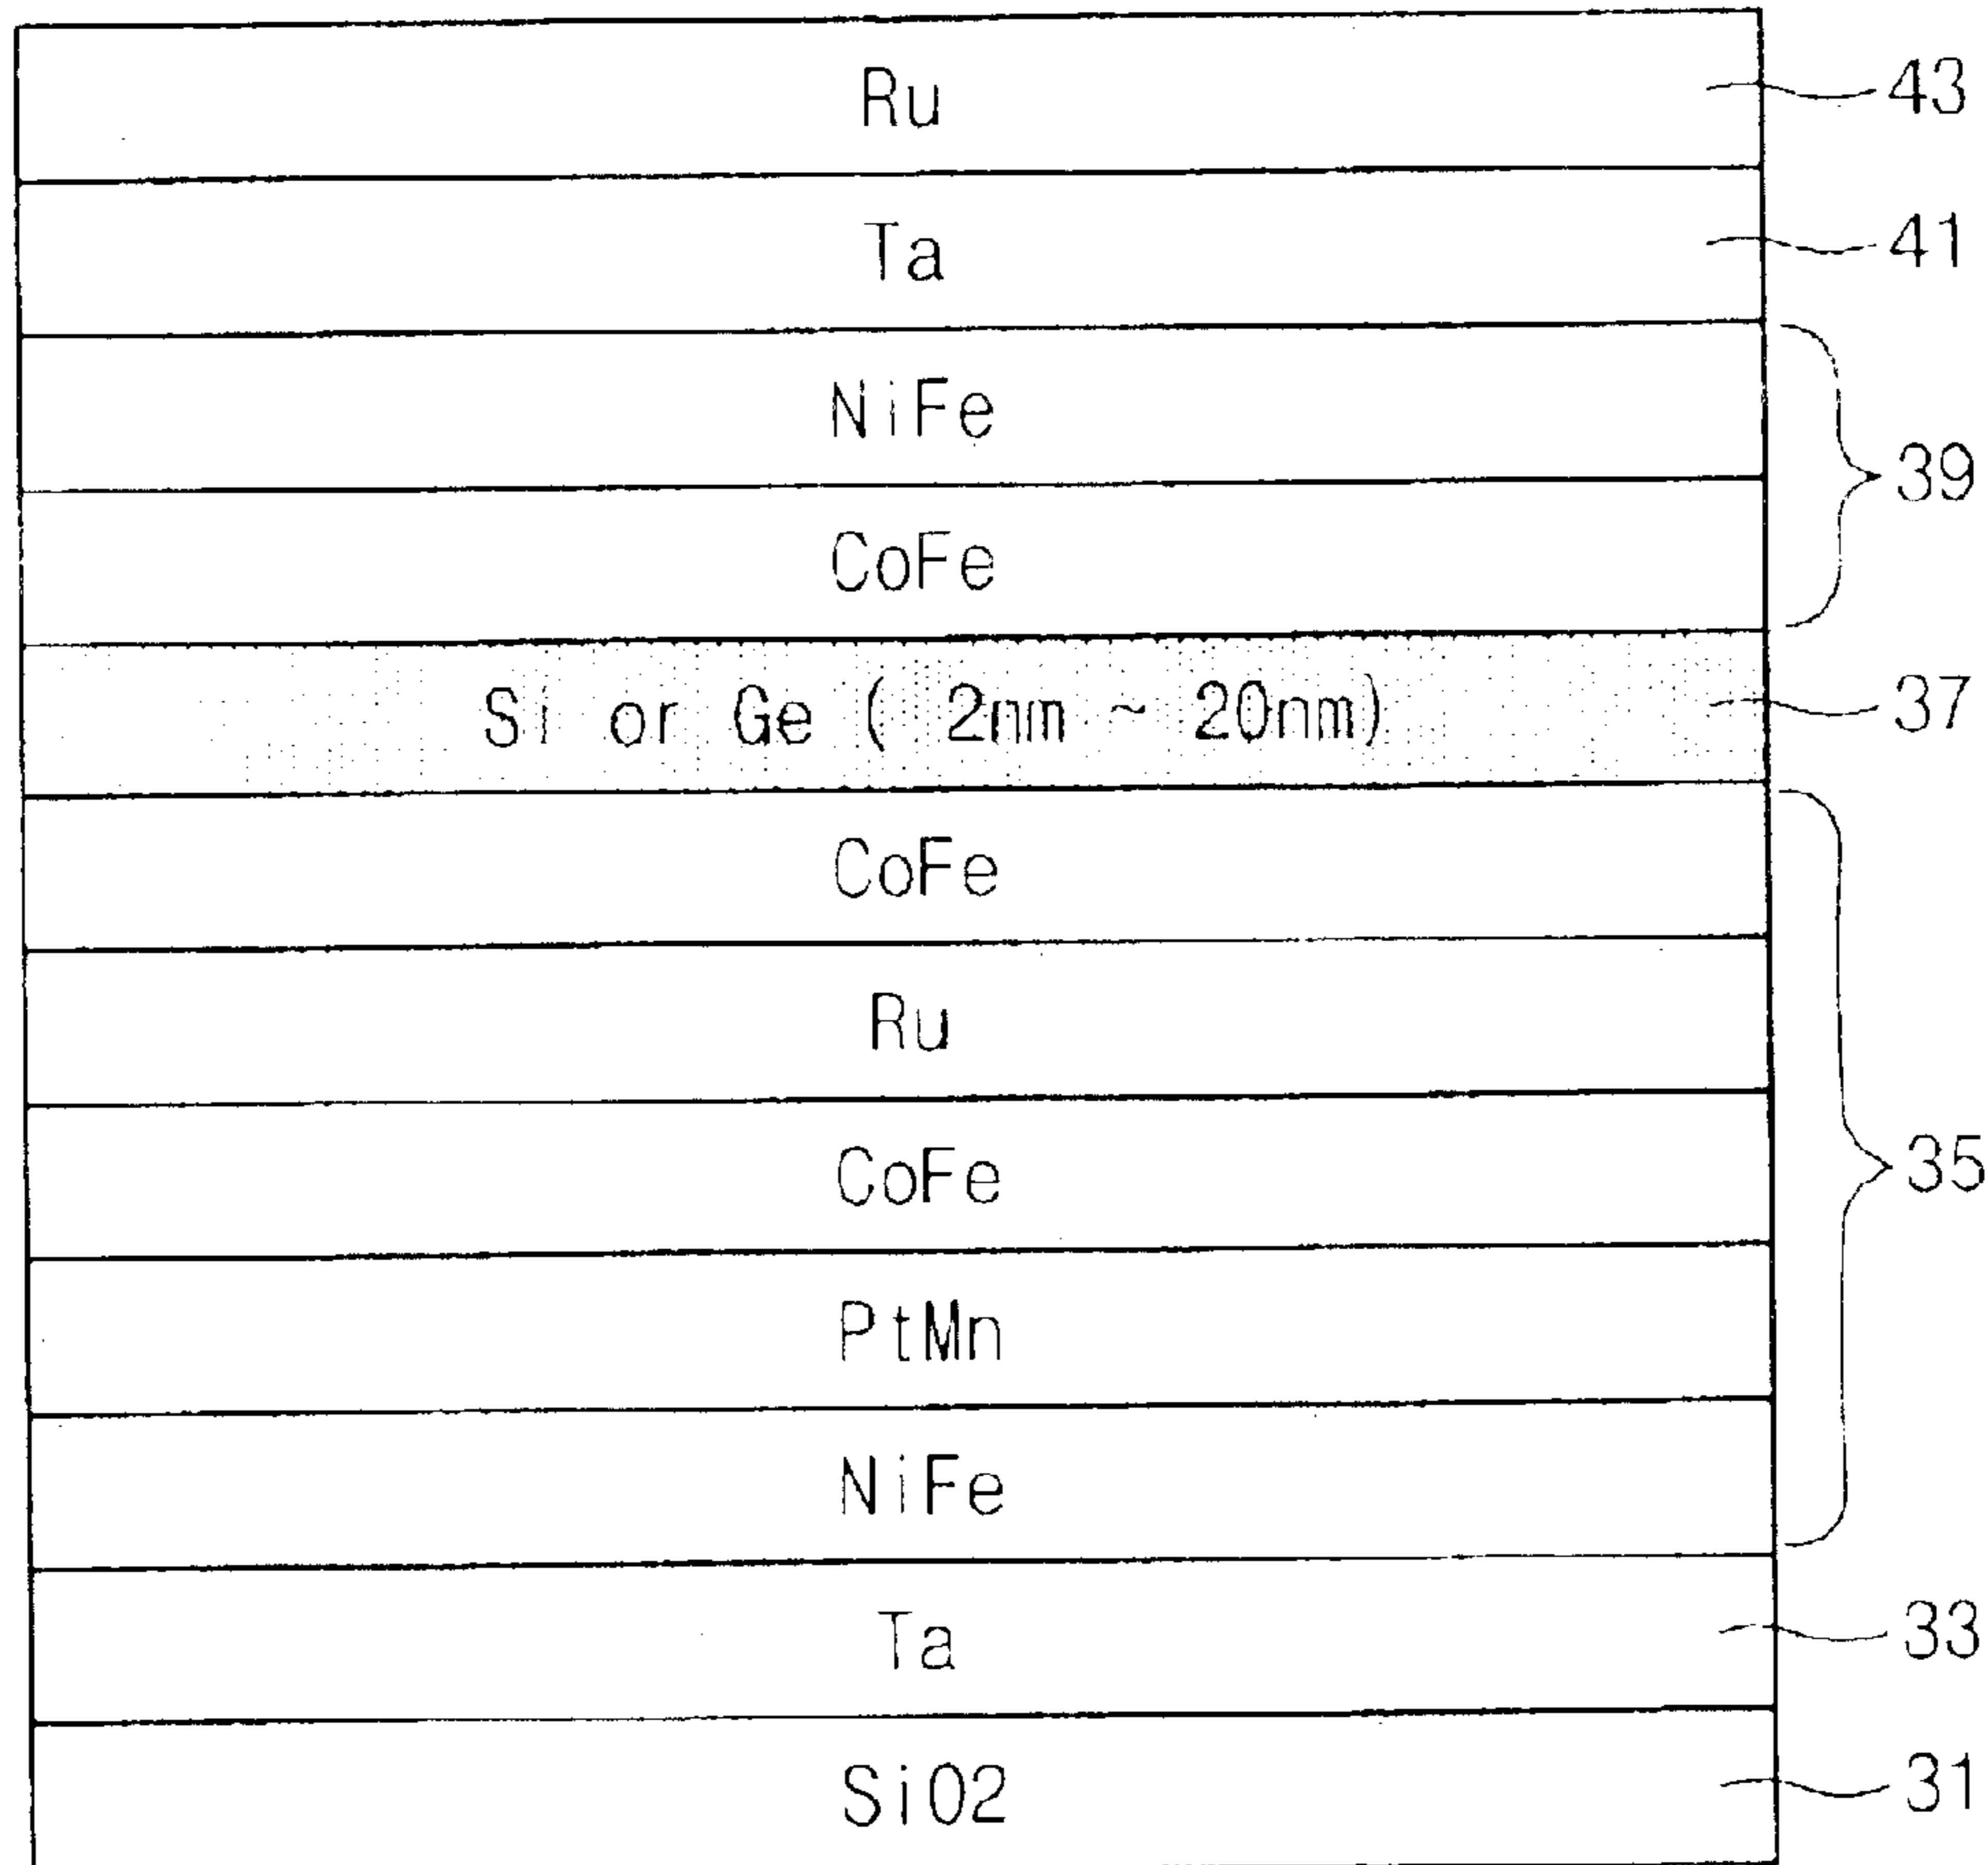 Ru 43
Ta 41
NiFe
39
CoFe
Si or Ge ( 2nm ~ 20nm) 37
CoFe
Ru
CoFe 35
PtMn
NiFe
Ta 33
SiO2 31